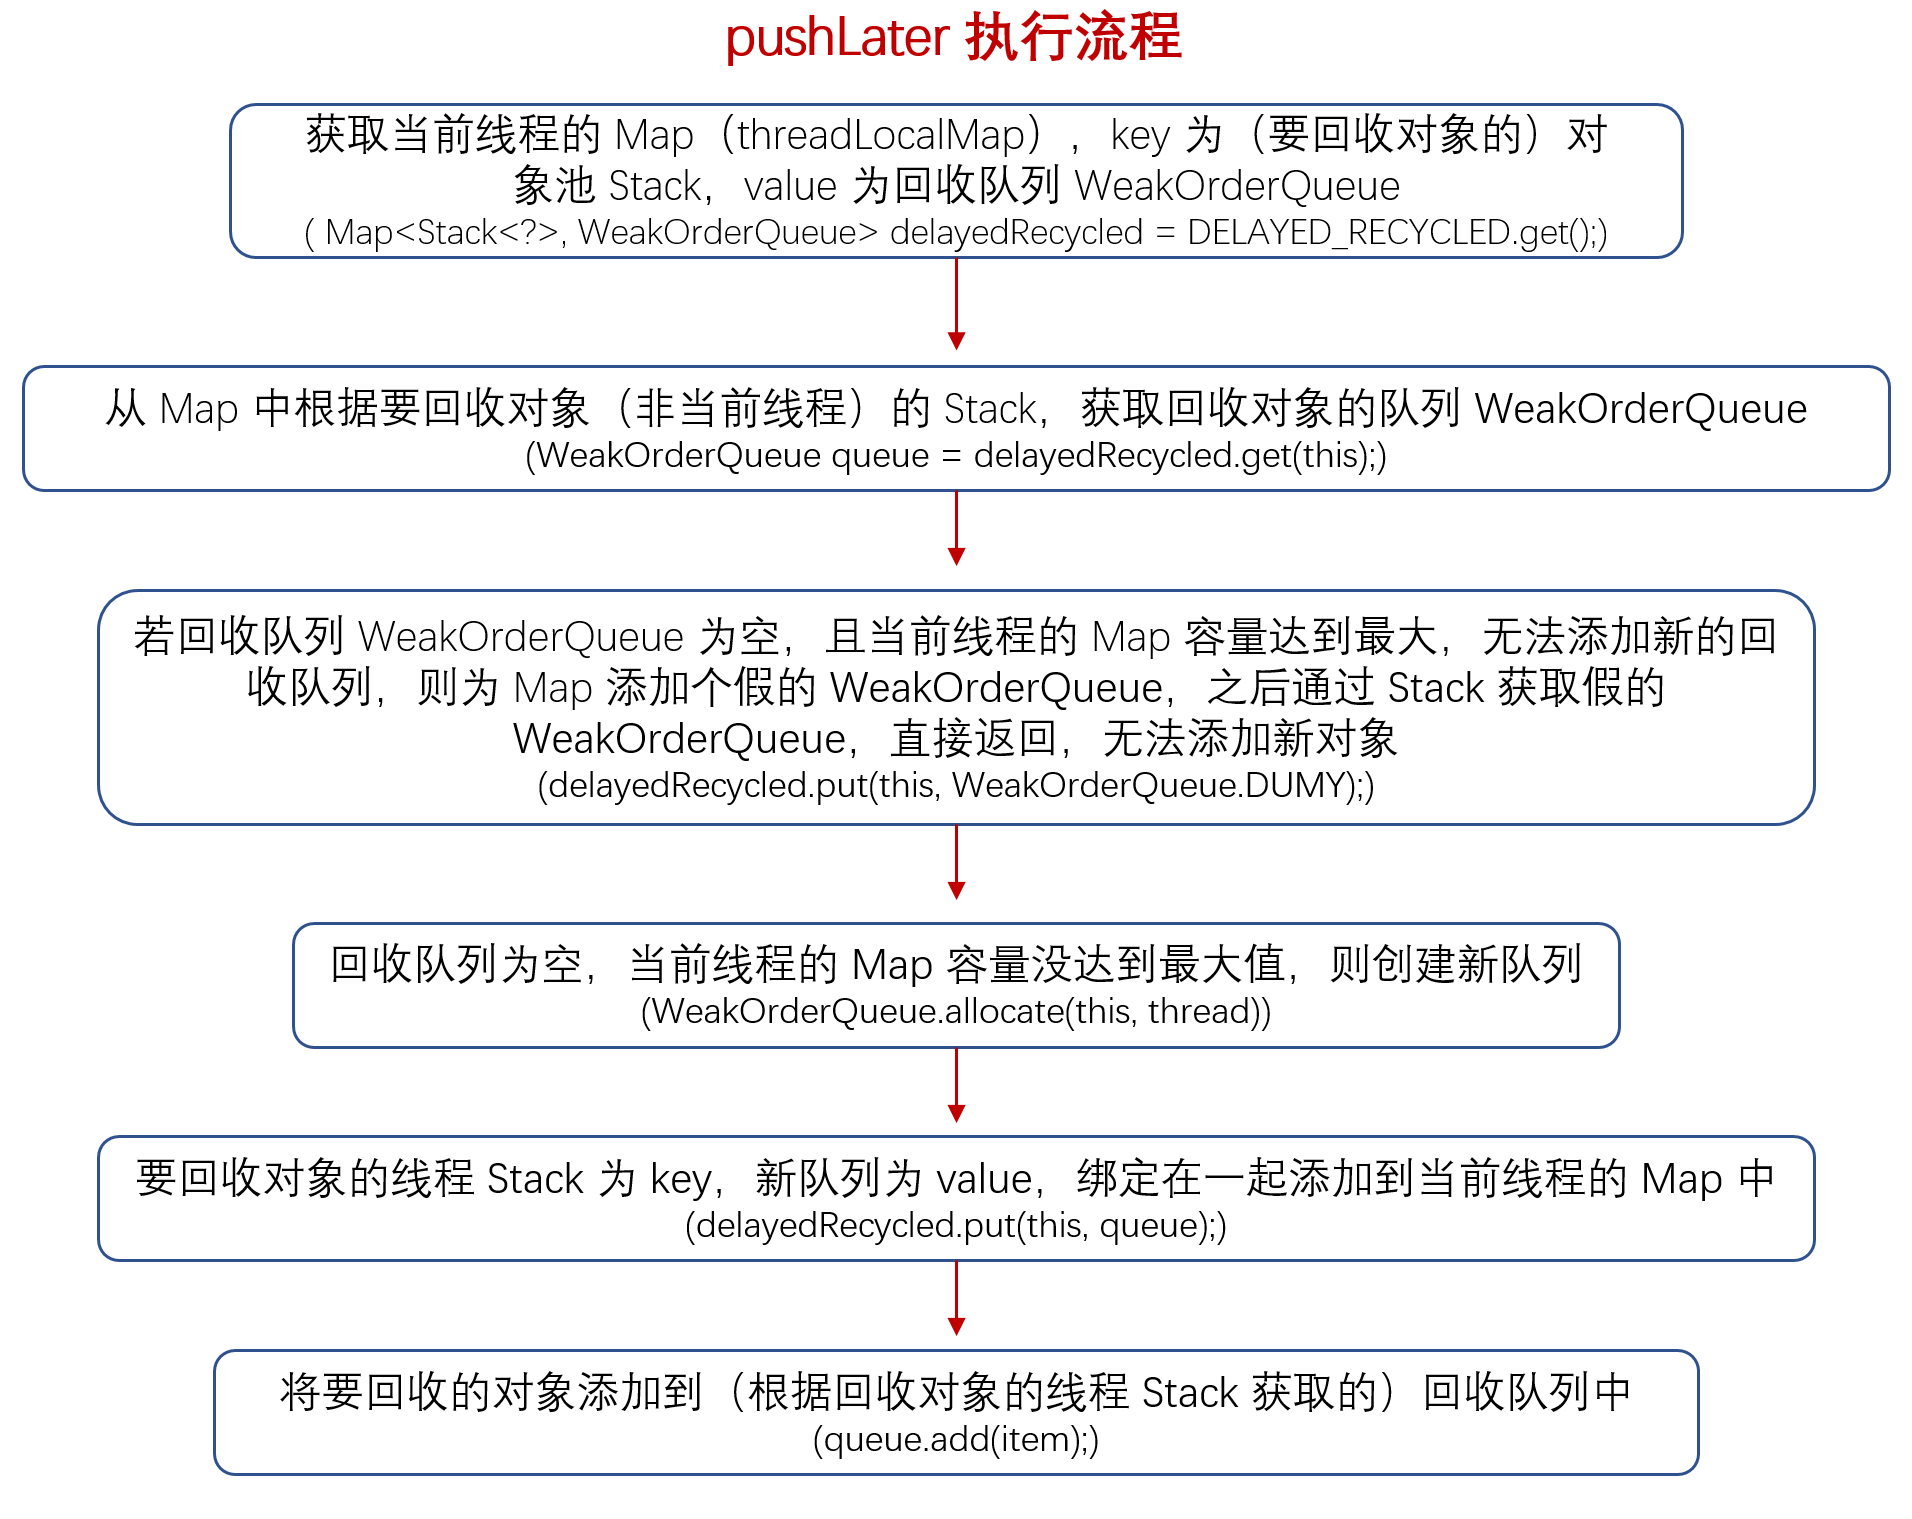 pushLater 执行流程
获取当前线程的 Map（threadLocalMap），key 为（要回收对象的）对
象池 Stack，value 为回收队列 WeakOrderQueue
( Map<Stack<?>, WeakOrderQueue> delayedRecycled = DELAYED_RECYCLED.get();)
从 Map 中根据要回收对象（非当前线程）的 Stack，获取回收对象的队列 WeakOrderQueue
(WeakOrderQueue queue = delayedRecycled.get(this);)
若回收队列 WeakOrderQueue 为空，且当前线程的 Map 容量达到最大，无法添加新的回
收队列，则为 Map 添加个假的 WeakOrderQueue，之后通过 Stack 获取假的
WeakOrderQueue，直接返回，无法添加新对象
(delayedRecycled.put(this, WeakOrderQueue.DUMY);)
回收队列为空，当前线程的 Map 容量没达到最大值，则创建新队列
(WeakOrderQueue.allocate(this, thread))
要回收对象的线程 Stack 为 key，新队列为 value，绑定在一起添加到当前线程的 Map 中
(delayedRecycled.put(this, queue);)
将要回收的对象添加到（根据回收对象的线程 Stack 获取的）回收队列中
(queue.add(item);)